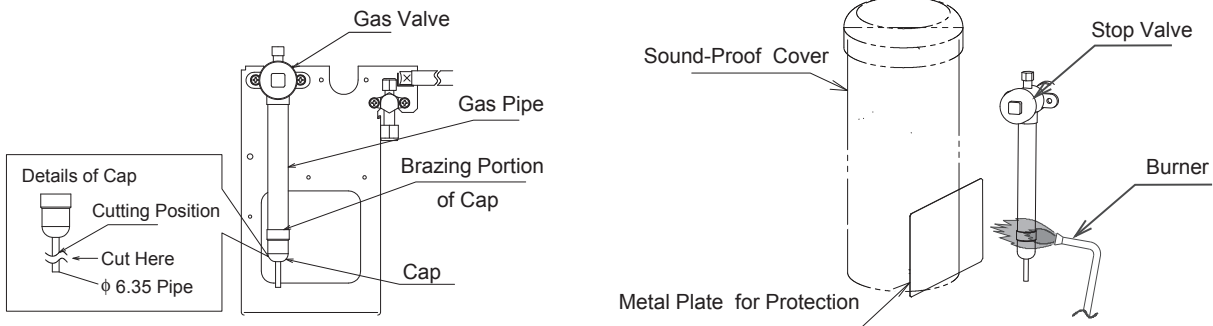 Gas Valve
Gas Pipe
Brazing Portion
of Cap
Cap
Details of Cap
Cutting Position
Cut Here
ϕ 6.35 Pipe
Sound-Proof Cover
Stop Valve
Burner
Metal Plate for Protection